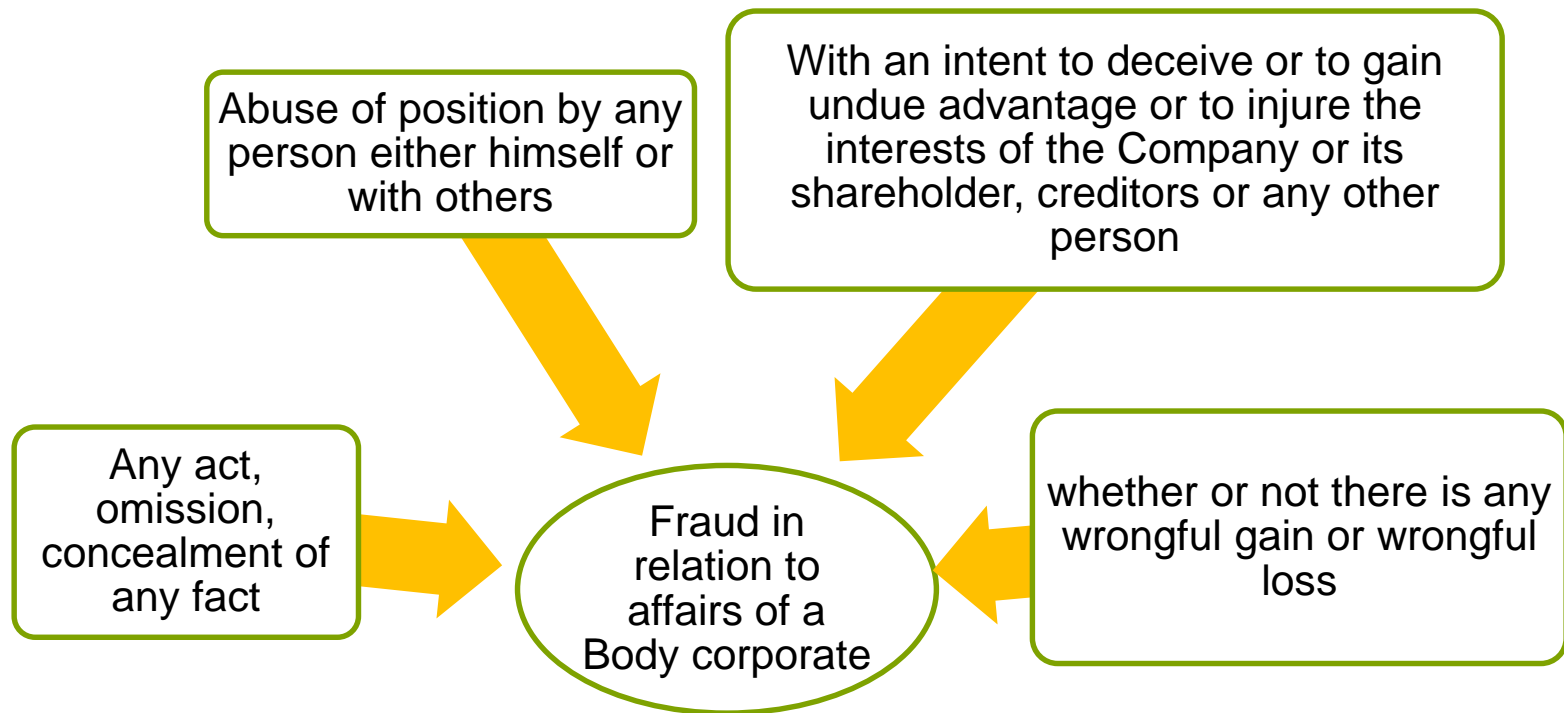 Abuse of position by any
person either himself or
with others
With an intent to deceive or to gain
undue advantage or to injure the
interests of the Company or its
shareholder, creditors or any other
person
Any act,
omission,
concealment of
any fact
Fraud in
relation to
affairs of a
Body corporate
whether or not there is any
wrongful gain or wrongful
loss